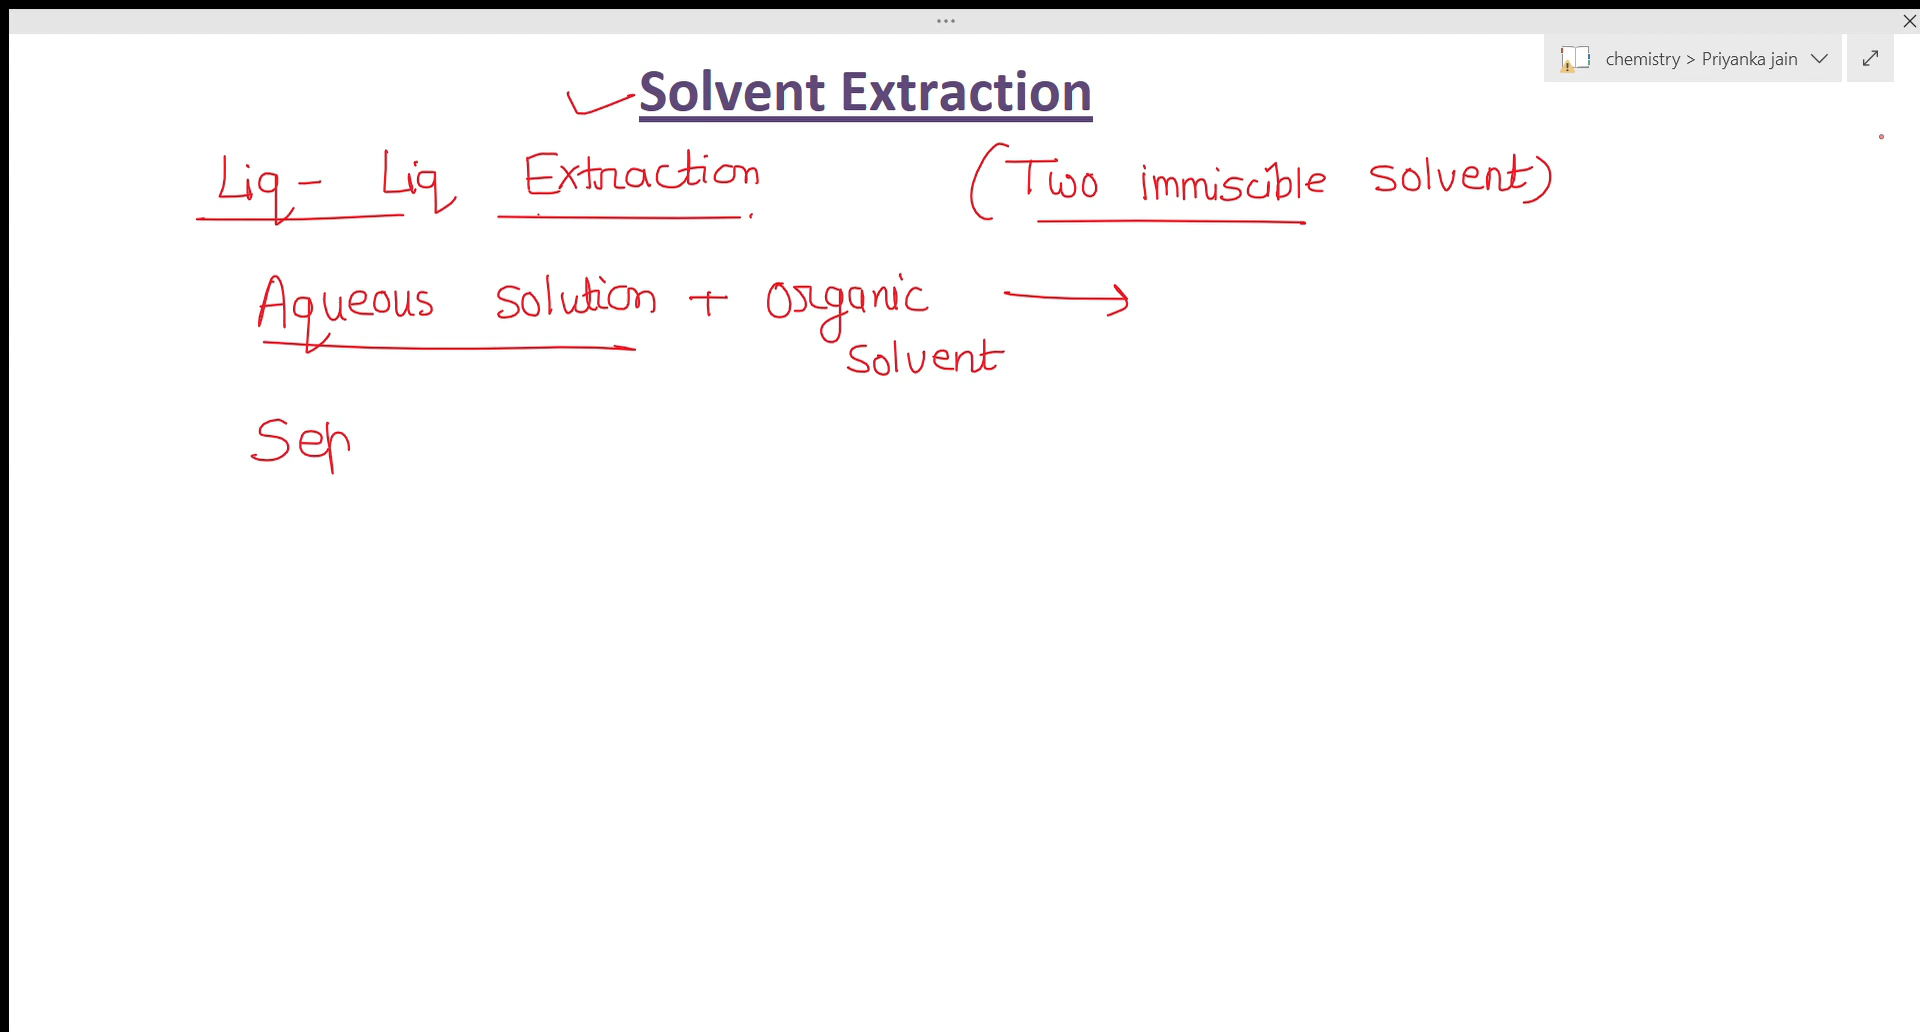 chemistry > Priyanka jain
Solvent Extraction
Liq - Liq Extraction (Two immiscible solvent)
Aqueous solution + Organic →
solvent
Sep